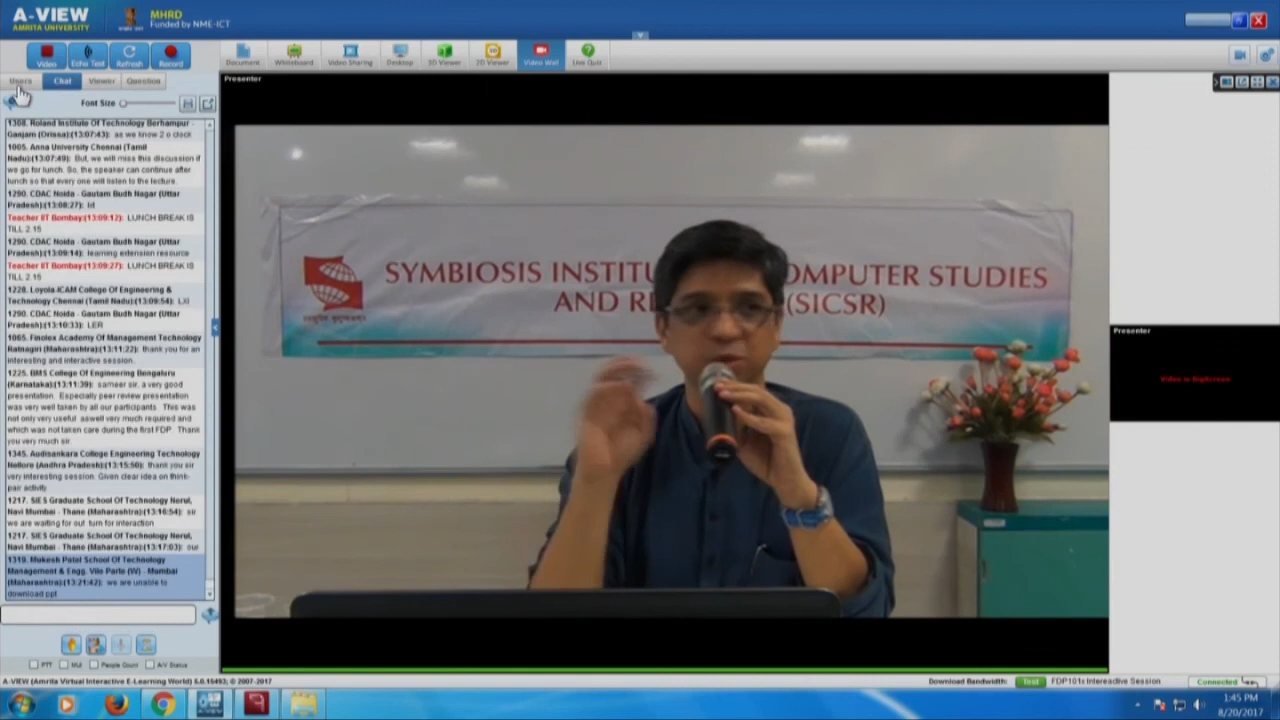 A-VIEW
AMRITA UNIVERSITY
MHRD
Funded by NME-ICT
Video
Echo Test
Refresh
Record
Document
Whiteboard
Video Sharing
Desktop
3D Viewer
2D Viewer
Video Wall
Live Quiz
Users
Chat
Viewer
Question
Font Size
1308. Roland Institute Of Technology Berhampur -
Ganjam (Orissa):(13:07:43): as we know 2 o clock
1005. Anna University Chennai (Tamil
Nadu):(13:07:49): But, we will miss this discussion if
we go for lunch. So, the speaker can continue after
lunch so that every one will listen to the lecture.
1290. CDAC Noida - Gautam Budh Nagar (Uttar
Pradesh):(13:08:27):
Teacher IIT Bombay:(13:09:12): LUNCH BREAK IS
TILL 2.15
1290. CDAC Noida - Gautam Budh Nagar (Uttar
Pradesh):(13:09:14): learning extension resource
Teacher IIT Bombay:(13:09:27): LUNCH BREAK IS
TILL 2.15
1228. Loyola-ICAM College Of Engineering &
Technology Chennai (Tamil Nadu):(13:09:54): LXI
1290. CDAC Noida - Gautam Budh Nagar (Uttar
Pradesh):(13:10:33): LER
1065. Finolex Academy Of Management Technology
Ratnagiri (Maharashtra):(13:11:22): thank you for an
interesting and interactive session.
1225. BMS College Of Engineering Bengaluru
(Karnataka):(13:11:39): sameer sir, a very good
presentation. Especially peer review presentation
was very well taken by all our participants. This was
not only very useful aswell very much required and
which was not taken care during the first FDP Thank
you very much sir.
1345. Audisankara College Engineering Technology
Nellore (Andhra Pradesh):(13:15:50): thank you sir
very interesting session. Given clear idea on think-
pair activity
1217. SIES Graduate School Of Technology Nerul,
Navi Mumbai - Thane (Maharashtra):(13:16:54): sir
we are waiting for out turn for interaction
1217. SIES Graduate School Of Technology Nerul,
Navi Mumbai - Thane (Maharashtra):(13:17:03): our
1319. Mukesh Patel School Of Technology
Management & Engg. Vile Parle (W) - Mumbai
(Maharashtra):(13:21:42): we are unable to
download ppt
PTT
Mul
People Count
A/V Status
Presenter
SYMBIOSIS INSTITU OMPUTER STUDIES
AND RE (SICSR)
Presenter
Video is BigScreen
A-VIEW (Amrita Virtual Interactive E-Learning World) 5.0.15493; © 2007-2017
Download Bandwidth:
Test
FDP101x Intereactive Session
Connected
1:45 PM
8/20/2017